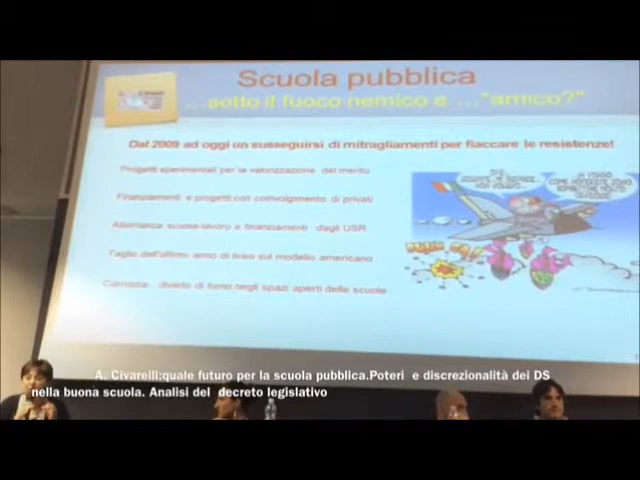 Scuola pubblica
...sotto il fuoco nemico e ..."amico?"
Dal 2009 ad oggi un susseguirsi di mitragliamenti per fiaccare le resistenze!
Progetti sperimentali per la valorizzazione del merito
Finanziamenti e progetti con coinvolgimento di privati
Alternanza scuola-lavoro e finanziamenti dagli USR
Taglio dell'ultimo anno di liceo sul modello americano
divieto di fumo negli spazi aperti delle scuole
A. Civarelli:quale futuro per la scuola pubblica.Poteri e discrezionalità dei DS
nella buona scuola. Analisi del decreto legislativo